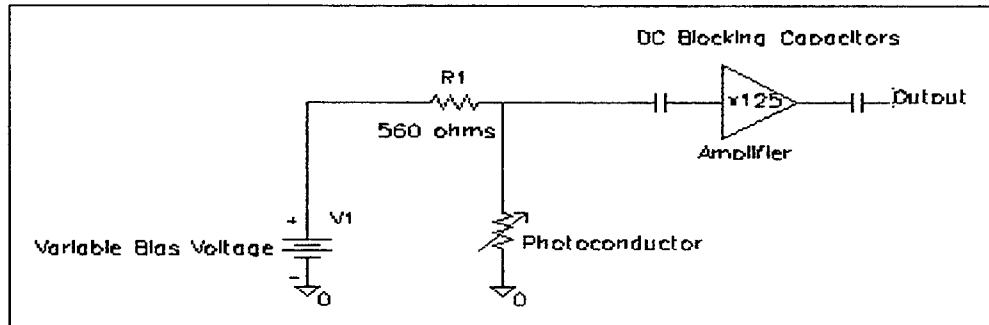 DC Blocking Capacitors
R1
x125
Output
560 ohms
Amplifier
+
V1
Variable Bias Voltage
Photoconductor
-
0
0